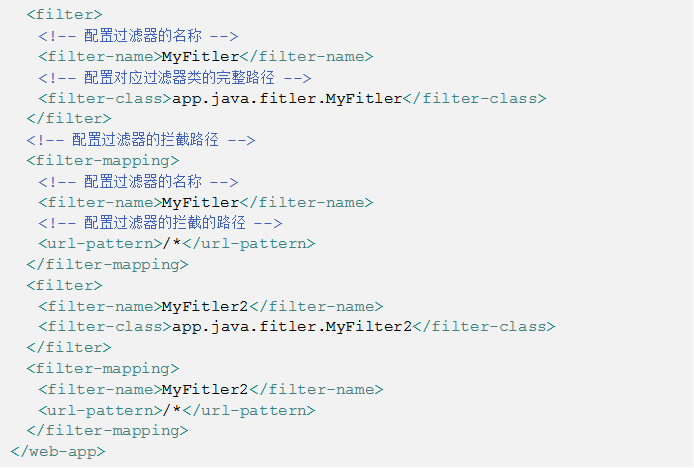 <filter>
<!-- 配置过滤器的名称 -->
<filter-name>MyFitler</filter-name>
<!-- 配置对应过滤器类的完整路径 -->
<filter-class>app.java.fitler.MyFitler</filter-class>
</filter>
<!-- 配置过滤器的拦截路径 -->
<filter-mapping>
<!-- 配置过滤器的名称 -->
<filter-name>MyFitler</filter-name>
<!-- 配置过滤器的拦截的路径 -->
<url-pattern>/*</url-pattern>
</filter-mapping>
<filter>
<filter-name>MyFitler2</filter-name>
<filter-class>app.java.fitler.MyFilter2</filter-class>
</filter>
<filter-mapping>
<filter-name>MyFitler2</filter-name>
<url-pattern>/*</url-pattern>
</filter-mapping>
</web-app>